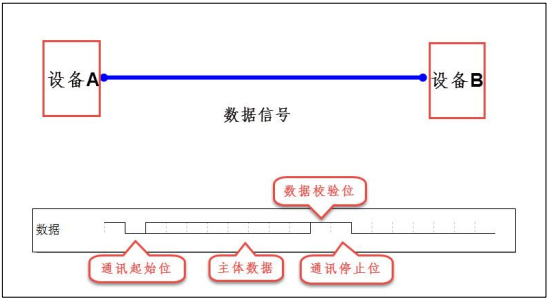 设备A
设备B
数据信号
数据校验位
数据
通讯起始位
主体数据
通讯停止位